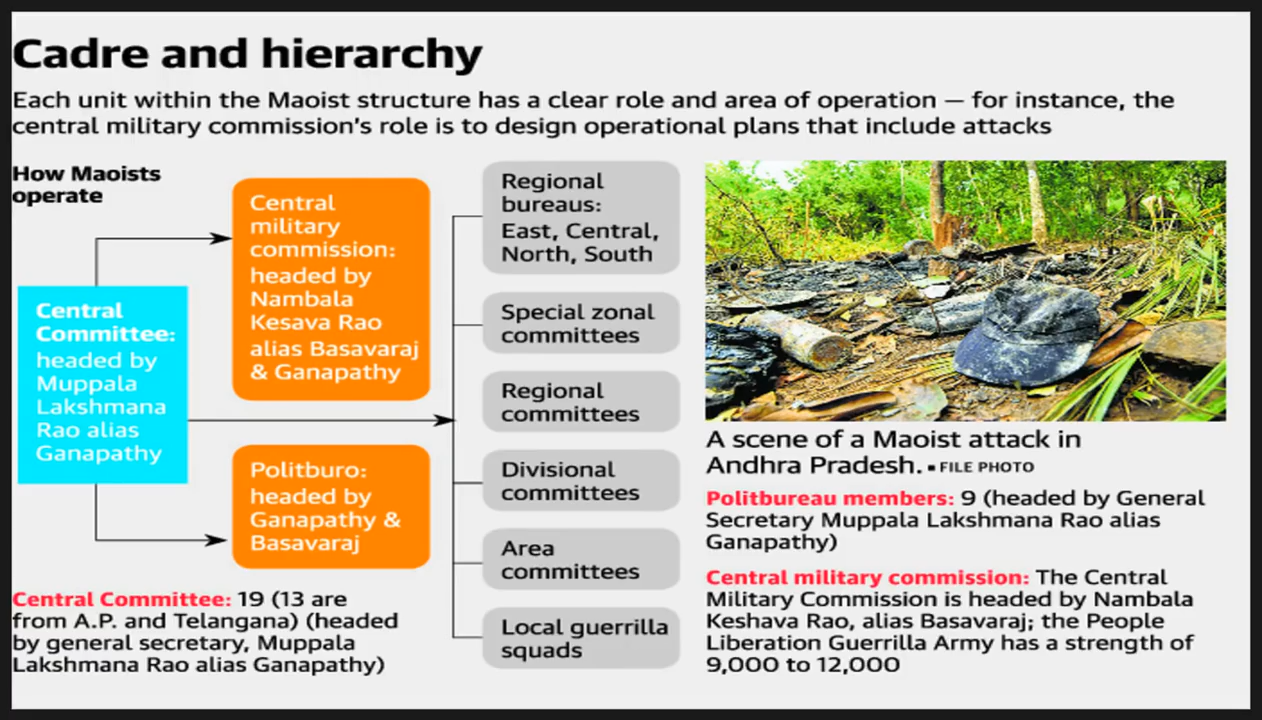 Cadre and hierarchy
Each unit within the Maoist structure has a clear role and area of operation — for instance, the
central military commission's role is to design operational plans that include attacks
How Maoists
operate
Central
Committee:
headed by
Muppala
Lakshmana
Rao alias
Ganapathy
Central
military
commission:
headed by
Nambala
Kesava Rao
alias Basavaraj
& Ganapathy
Politburo:
headed by
Ganapathy &
Basavaraj
Regional
bureaus:
East, Central,
North, South
Special zonal
committees
Regional
committees
Divisional
committees
Area
committees
Local guerrilla
squads
Central Committee: 19 (13 are
from A.P. and Telangana) (headed
by general secretary, Muppala
Lakshmana Rao alias Ganapathy)
A scene of a Maoist attack in
Andhra Pradesh. ▪ FILE PHOTO
Politbureau members: 9 (headed by General
Secretary Muppala Lakshmana Rao alias
Ganapathy)
Central military commission: The Central
Military Commission is headed by Nambala
Keshava Rao, alias Basavaraj; the People
Liberation Guerrilla Army has a strength of
9,000 to 12,000